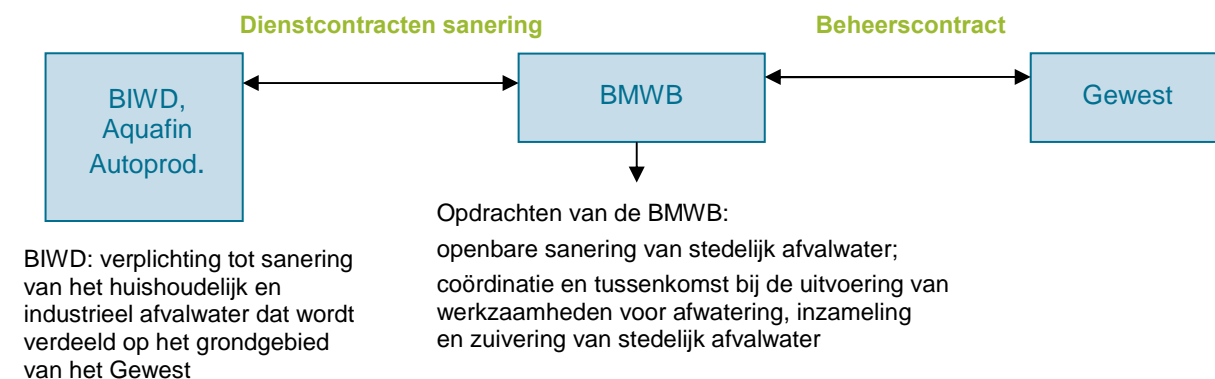 Dienstcontracten sanering
Beheerscontract
BIWD,
Aquafin
Autoprod.
BMWB
Gewest
Opdrachten van de BMWB:
openbare sanering van stedelijk afvalwater;
coördinatie en tussenkomst bij de uitvoering van
werkzaamheden voor afwatering, inzameling
en zuivering van stedelijk afvalwater
BIWD: verplichting tot sanering
van het huishoudelijk en
industrieel afvalwater dat wordt
verdeeld op het grondgebied
van het Gewest